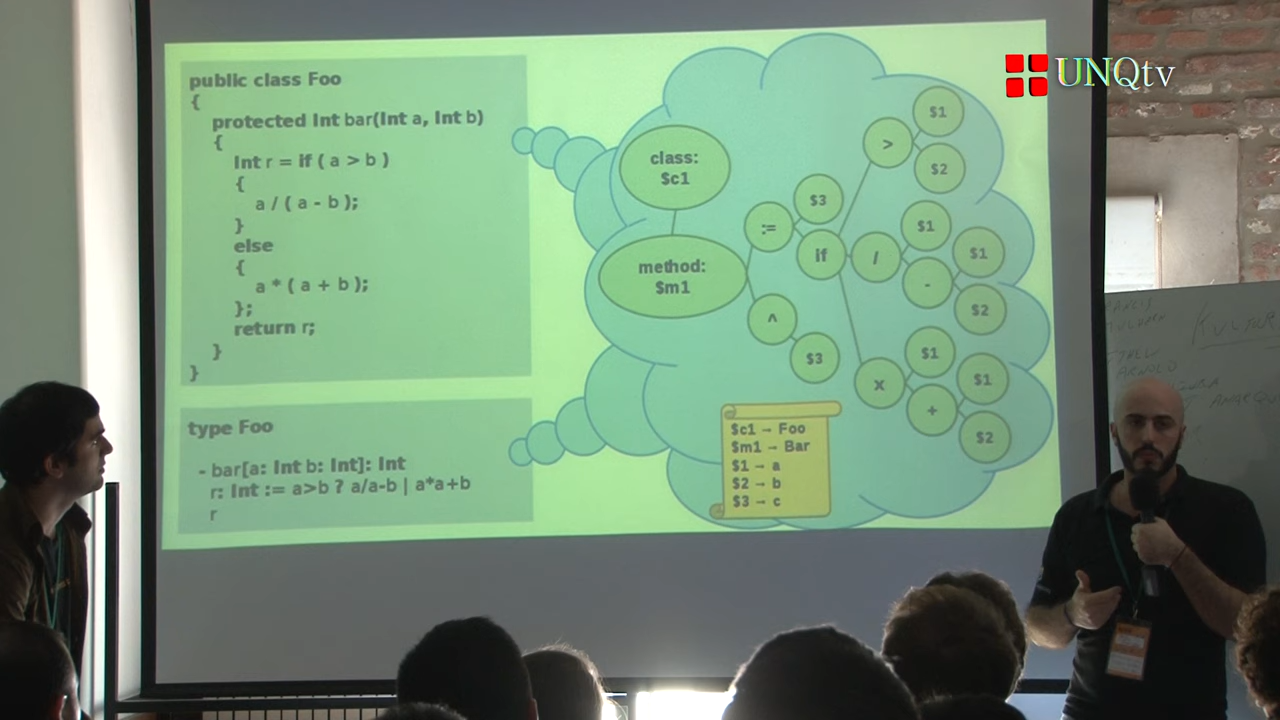 public class Foo
{
protected Int bar(Int a, Int b)
{
Int r = if ( a > b )
{
a / ( a - b );
}
else
{
a * ( a + b );
};
return r;
}
}
type Foo
- bar[a: Int b: Int]: Int
r: Int := a>b ? a/a-b | a*a+b
r
class:
$c1
method:
$m1
:=
$3
if
^
$3
>
$1
$2
/
$1
-
$1
$2
x
$1
+
$1
$2
$c1 → Foo
$m1 → Bar
$1 → a
$2 → b
$3 → c
UNQtv
ARNOLD